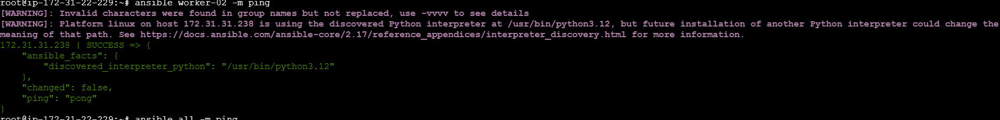 root@ip-172-31-22-229:~# ansible worker-02 -m ping
[WARNING]: Invalid characters were found in group names but not replaced, use -vvvv to see details
[WARNING]: Platform linux on host 172.31.31.238 is using the discovered Python interpreter at /usr/bin/python3.12, but future installation of another Python interpreter could change the
meaning of that path. See https://docs.ansible.com/ansible-core/2.17/reference_appendices/interpreter_discovery.html for more information.
172.31.31.238 | SUCCESS => {
    "ansible_facts": {
        "discovered_interpreter_python": "/usr/bin/python3.12"
    },
    "changed": false,
    "ping": "pong"
}
root@ip-172-31-22-229:~# ansible all -m ping